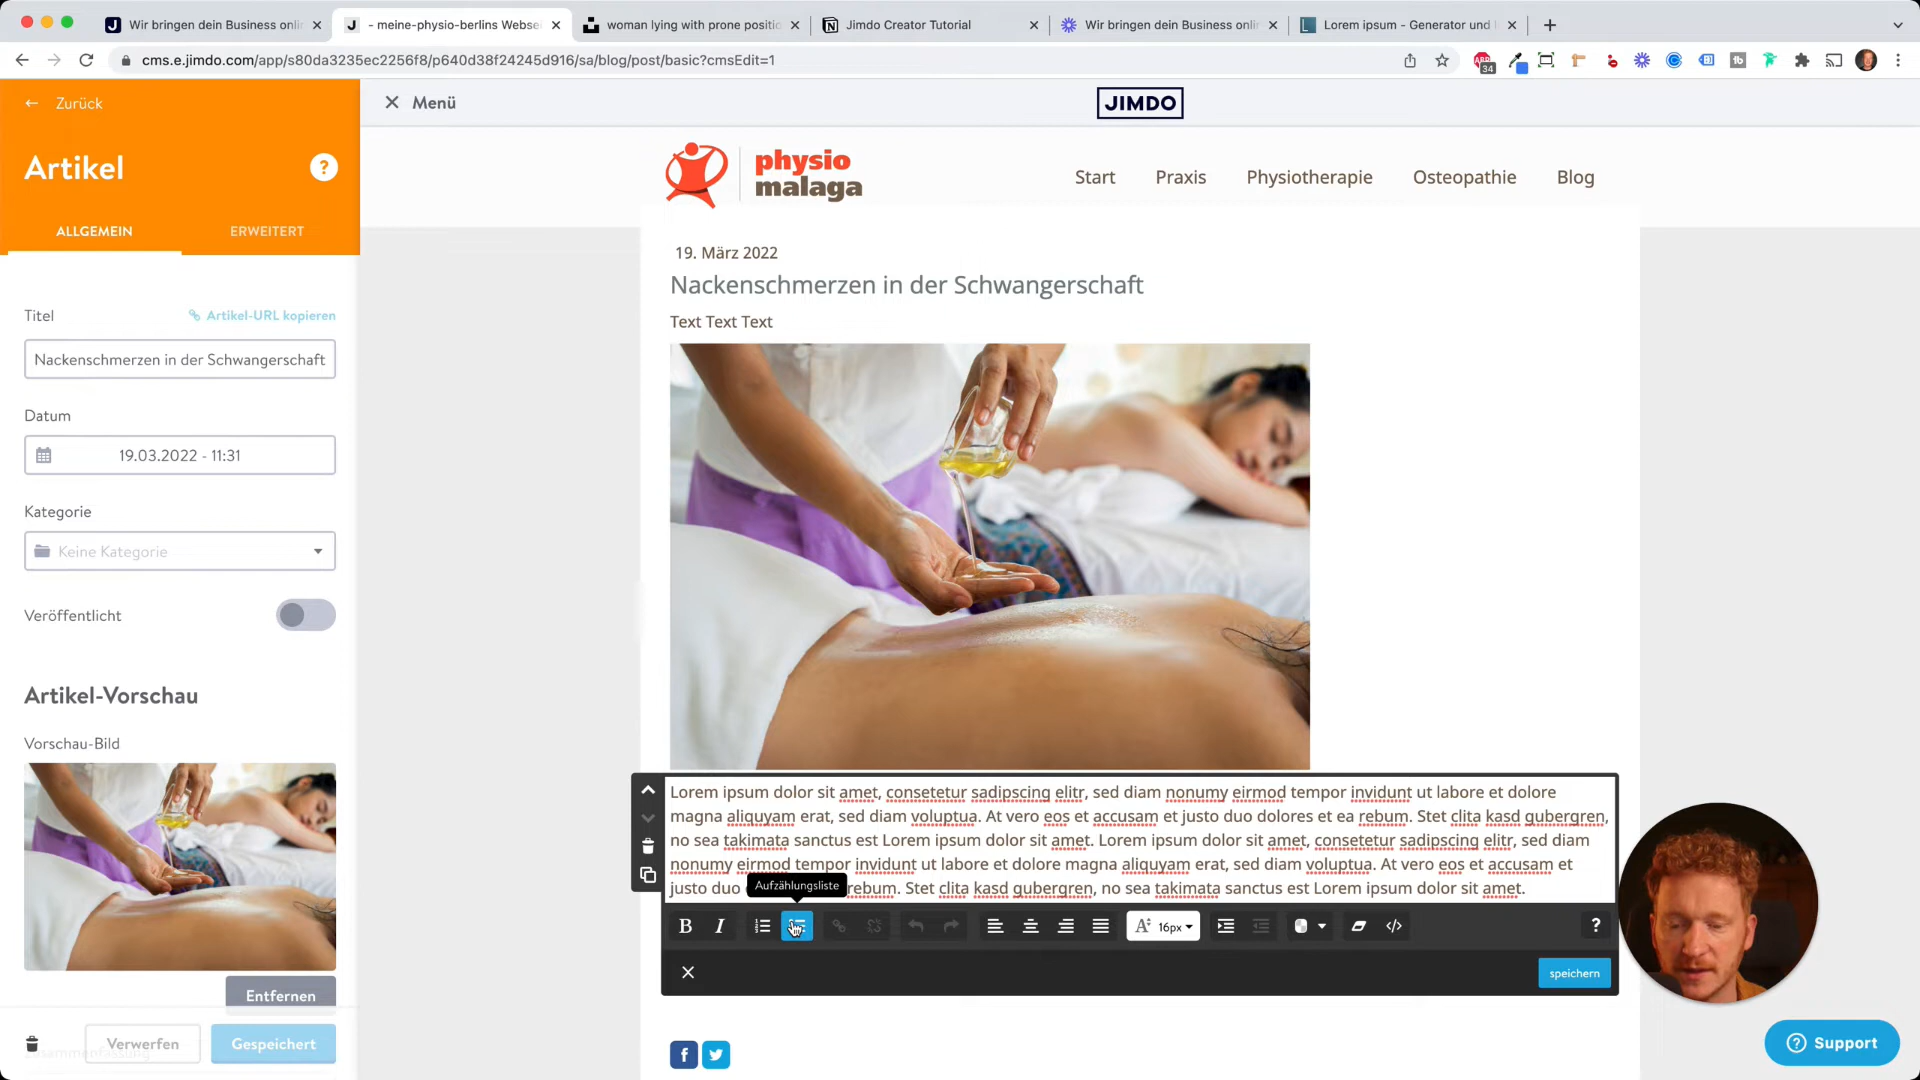 Wir bringen dein Business onlin
- meine-physio-berlins Webseit
woman lying with prone positio
Jimdo Creator Tutorial
Wir bringen dein Business onlin
Lorem ipsum - Generator und
cms.e.jimdo.com/app/s80da3235ec2256f8/p640d38f24245d916/sa/blog/post/basic?cmsEdit=1
34
Zurück
Menü
JIMDO
Artikel
?
ALLGEMEIN
ERWEITERT
physio
malaga
Start
Praxis
Physiotherapie
Osteopathie
Blog
Titel
Artikel-URL kopieren
Nackenschmerzen in der Schwangerschaft
Datum
19.03.2022 - 11:31
Kategorie
Keine Kategorie
Veröffentlicht
Artikel-Vorschau
Vorschau-Bild
Entfernen
Verwerfen
Gespeichert
19. März 2022
Nackenschmerzen in der Schwangerschaft
Text Text Text
Lorem ipsum dolor sit amet, consetetur sadipscing elitr, sed diam nonumy eirmod tempor invidunt ut labore et dolore
magna aliquyam erat, sed diam voluptua. At vero eos et accusam et justo duo dolores et ea rebum. Stet clita kasd gubergren,
no sea takimata sanctus est Lorem ipsum dolor sit amet. Lorem ipsum dolor sit amet, consetetur sadipscing elitr, sed diam
nonumy eirmod tempor invidunt ut labore et dolore magna aliquyam erat, sed diam voluptua. At vero eos et accusam et
justo duo rebum. Stet clita kasd gubergren, no sea takimata sanctus est Lorem ipsum dolor sit amet.
Aufzählungsliste
B I
A 16px
?
speichern
f
Support